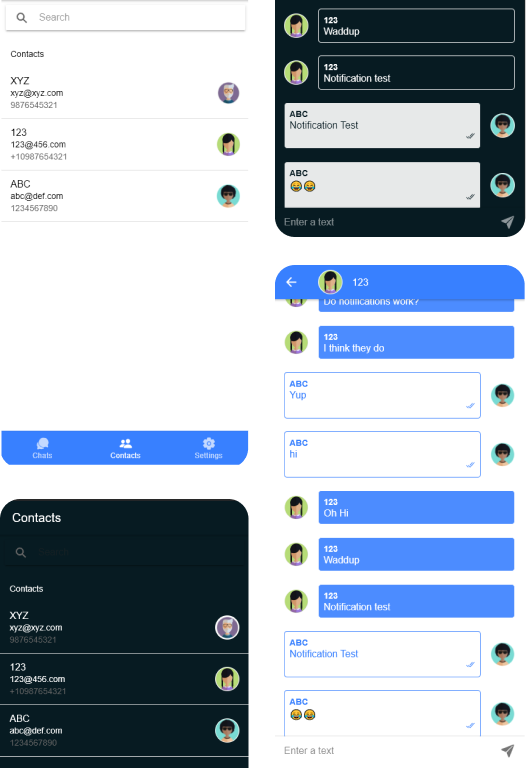 Search
Contacts
XYZ
xyz@xyz.com
9876545321
123
123@456.com
+10987654321
ABC
abc@def.com
1234567890
Chats
Contacts
Settings
Contacts
Search
Contacts
XYZ
xyz@xyz.com
9876545321
123
123@456.com
+10987654321
ABC
abc@def.com
1234567890
123
Waddup
123
Notification test
ABC
Notification Test
ABC
😂😂
Enter a text
123
Do notifications work?
123
I think they do
ABC
Yup
ABC
hi
123
Oh Hi
123
Waddup
123
Notification test
ABC
Notification Test
ABC
😂😂
Enter a text